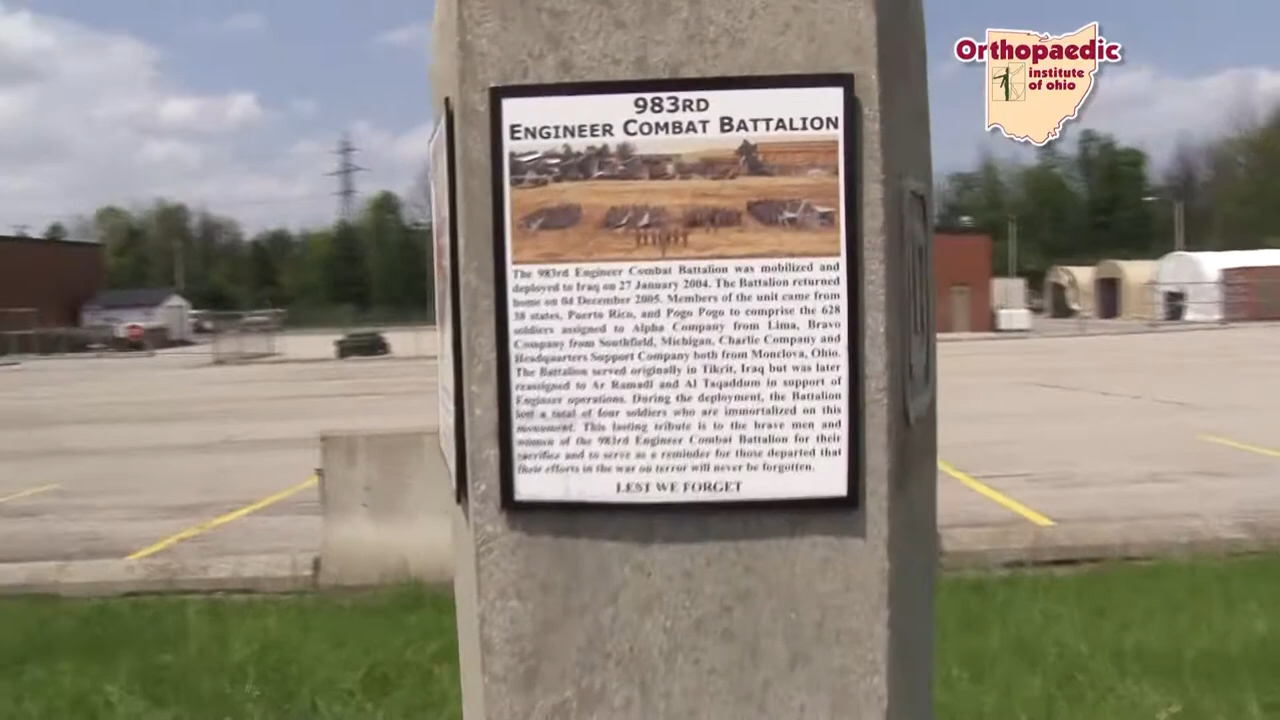 Orthopaedic
institute
of ohio
983RD
ENGINEER COMBAT BATTALION
The 983rd Engineer Combat Battalion was mobilized and
deployed to Iraq on 27 January 2004. The Battalion returned
home on 04 December 2005. Members of the unit came from
38 states, Puerto Rico, and Pogo Pogo to comprise the 628
soldiers assigned to Alpha Company from Lima, Bravo
Company from Southfield, Michigan, Charlie Company and
Headquarters Support Company both from Monclova, Ohio.
The Battalion served originally in Tikrit, Iraq but was later
reassigned to Ar Ramadi and Al Taqaddum in support of
Engineer operations. During the deployment, the Battalion
lost a total of four soldiers who are immortalized on this
monument. This lasting tribute is to the brave men and
women of the 983rd Engineer Combat Battalion for their
sacrifice and to serve as a reminder for those departed that
their efforts in the war on terror will never be forgotten.
LEST WE FORGET